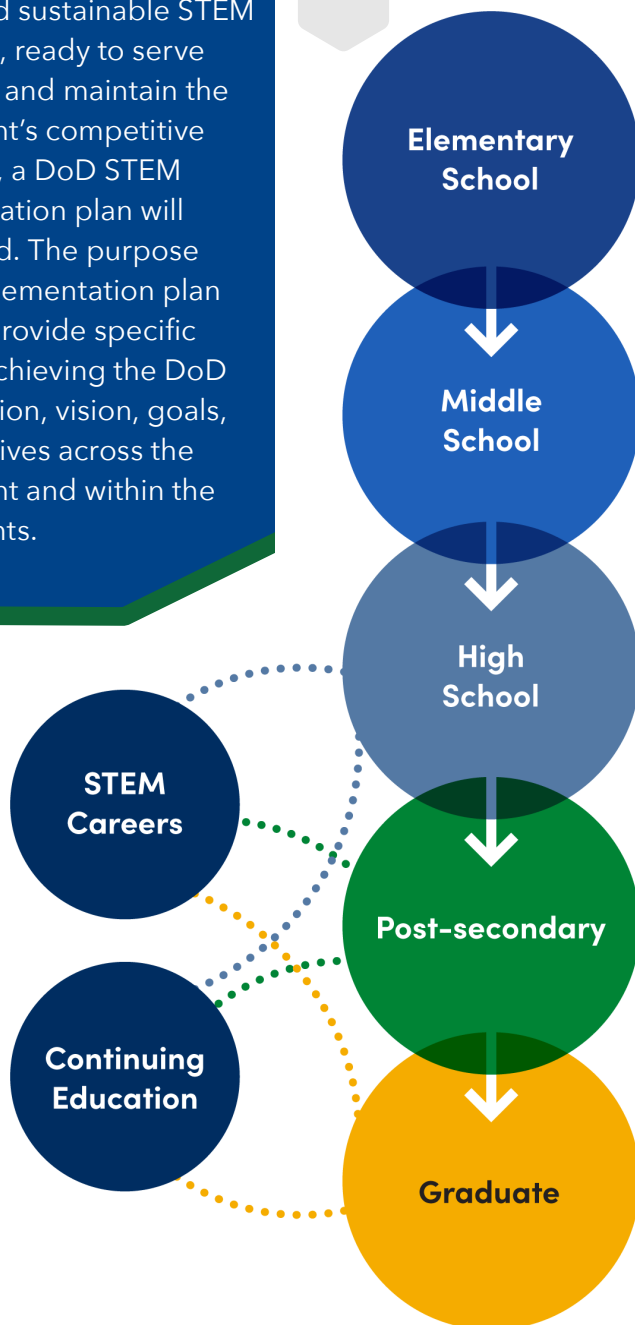 d sustainable STEM
, ready to serve
and maintain the
nt's competitive
, a DoD STEM
ation plan will
d. The purpose
lementation plan
rovide specific
chieving the DoD
ion, vision, goals,
ives across the
nt and within the
nts.
Elementary
School
Middle
School
High
School
STEM
Careers
Post-secondary
Continuing
Education
Graduate